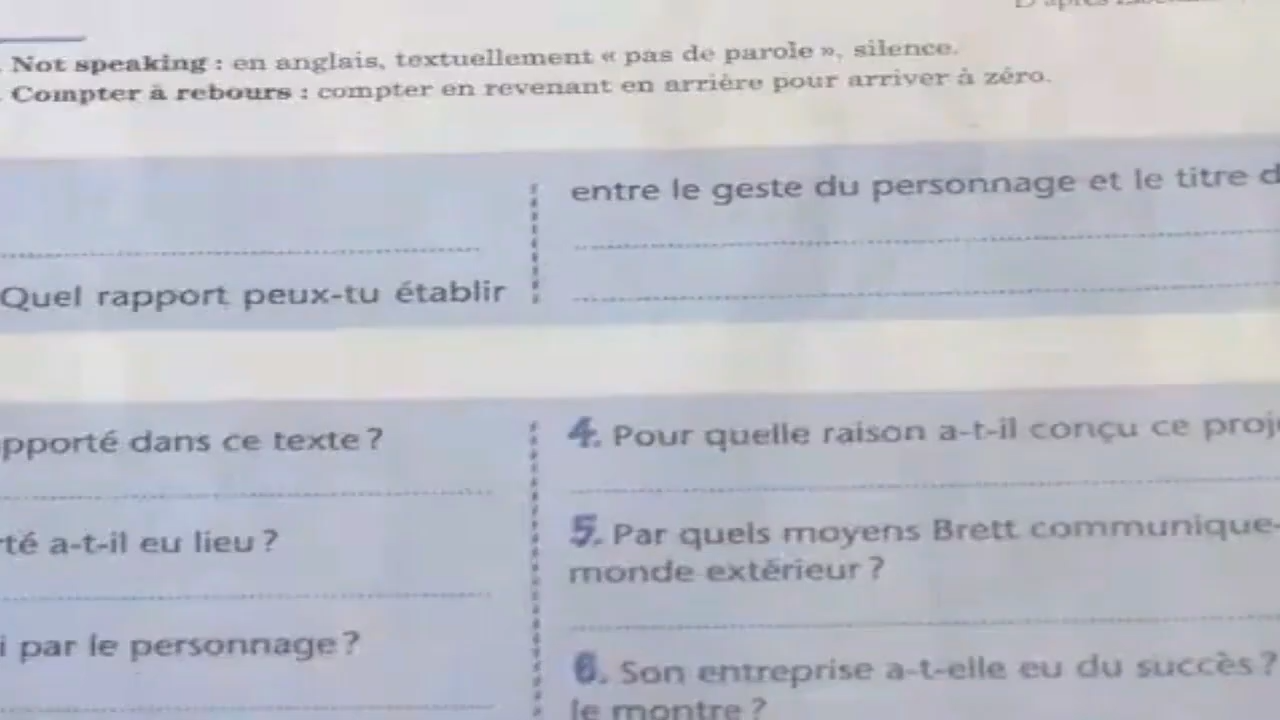 Not speaking : en anglais, textuellement « pas de parole », silence.
Compter à rebours : compter en revenant en arrière pour arriver à zéro.
Quel rapport peux-tu établir
entre le geste du personnage et le titre
dans ce texte ?
a-t-il eu lieu ?
par le personnage ?
4. Pour quelle raison a-t-il conçu ce
5. Par quels moyens Brett communique-
monde extérieur ?
6. Son entreprise a-t-elle eu du succès ?
le montre ?